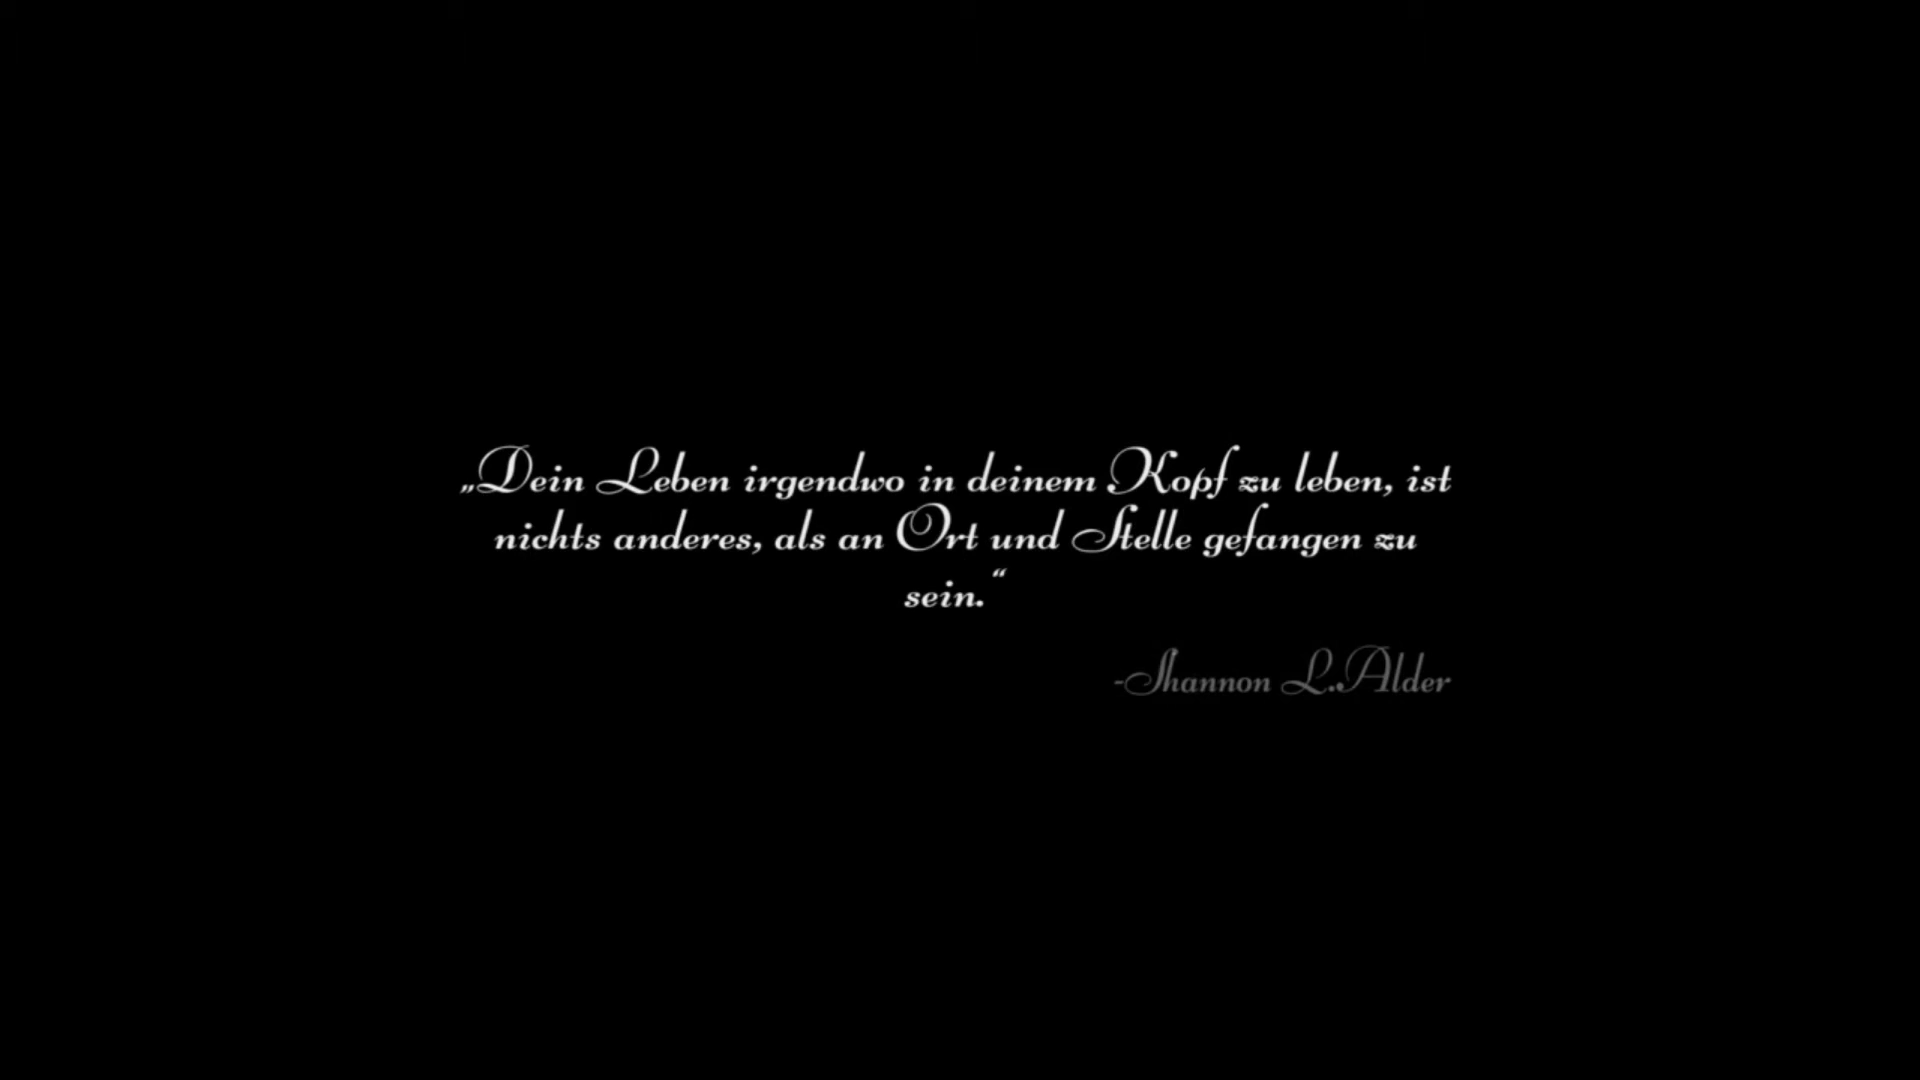 „Dein Leben irgendwo in deinem Kopf zu leben, ist
nichts anderes, als an Ort und Stelle gefangen zu
sein.“
-Shannon L.Alder